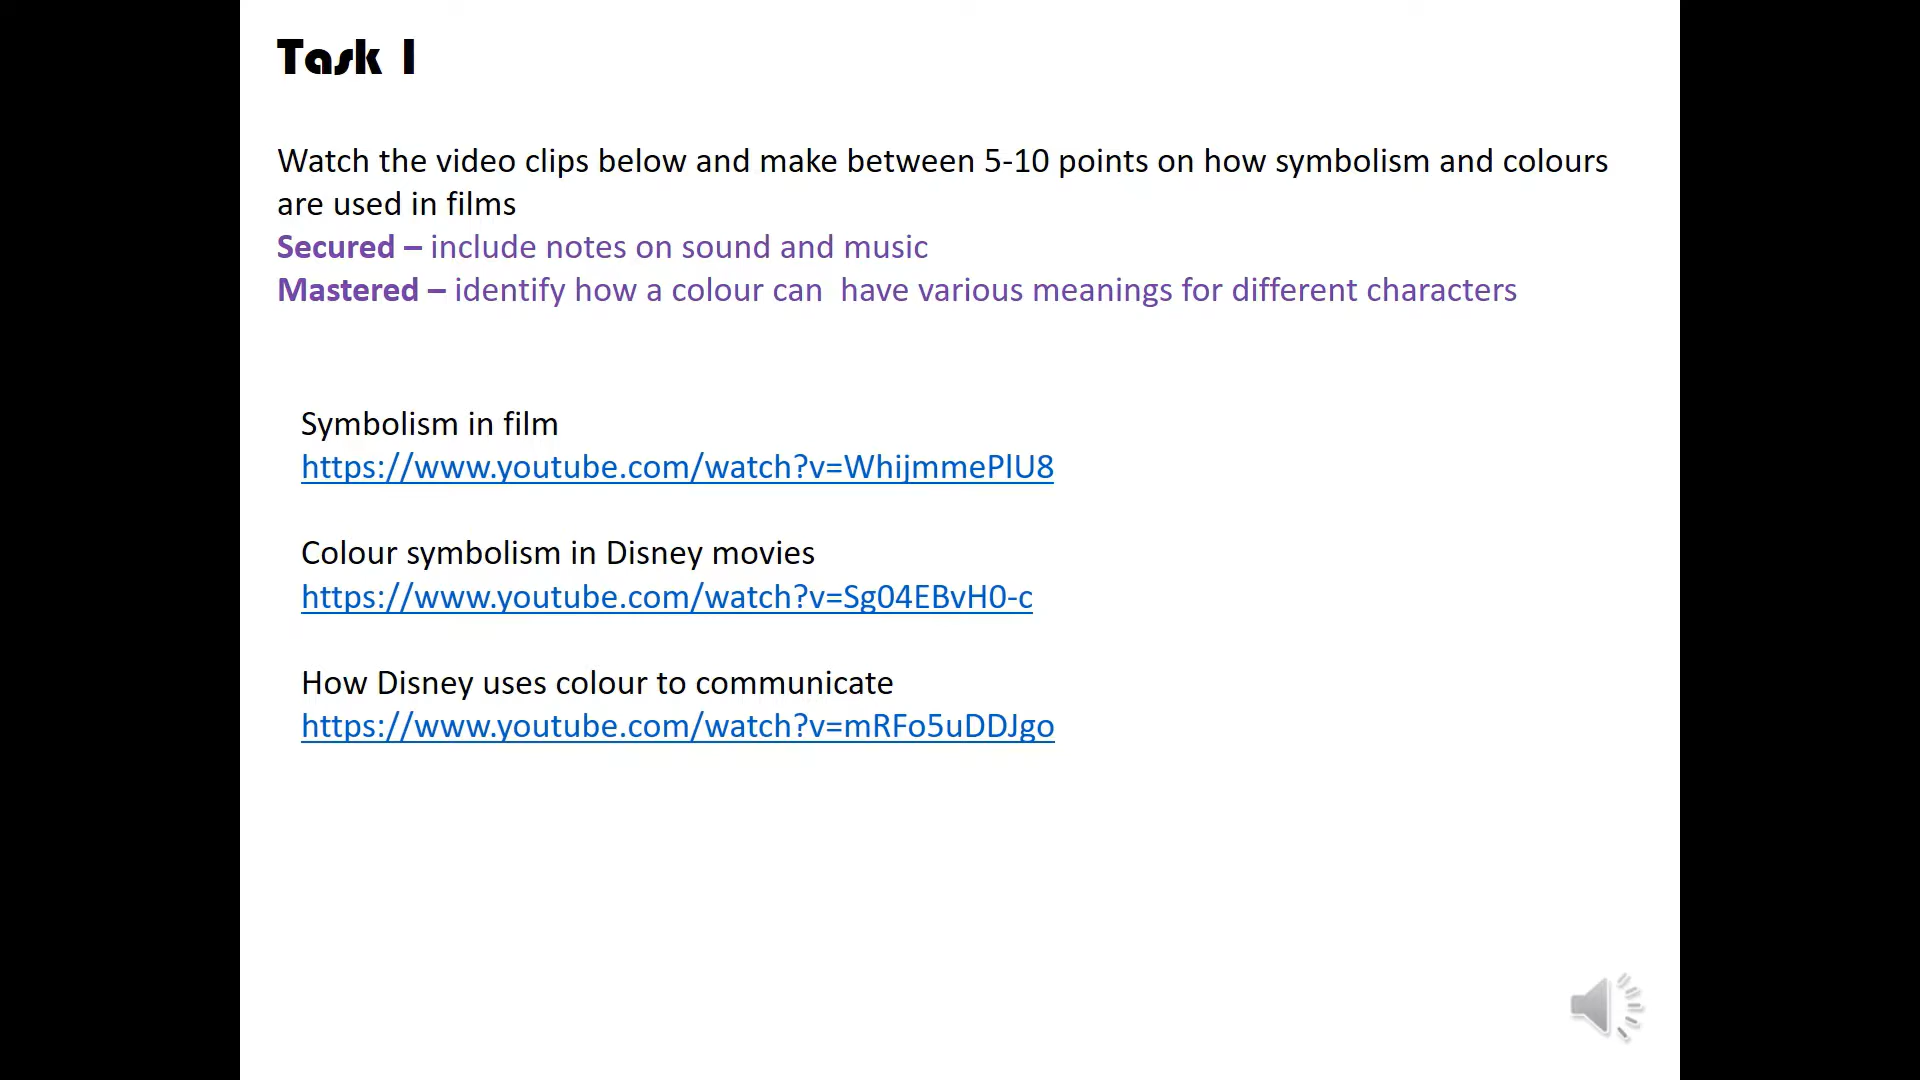 Task 1
Watch the video clips below and make between 5-10 points on how symbolism and colours
are used in films
Secured – include notes on sound and music
Mastered – identify how a colour can  have various meanings for different characters
Symbolism in film
https://www.youtube.com/watch?v=WhijmmePlU8
Colour symbolism in Disney movies
https://www.youtube.com/watch?v=Sg04EBvH0-c
How Disney uses colour to communicate
https://www.youtube.com/watch?v=mRFo5uDDJgo